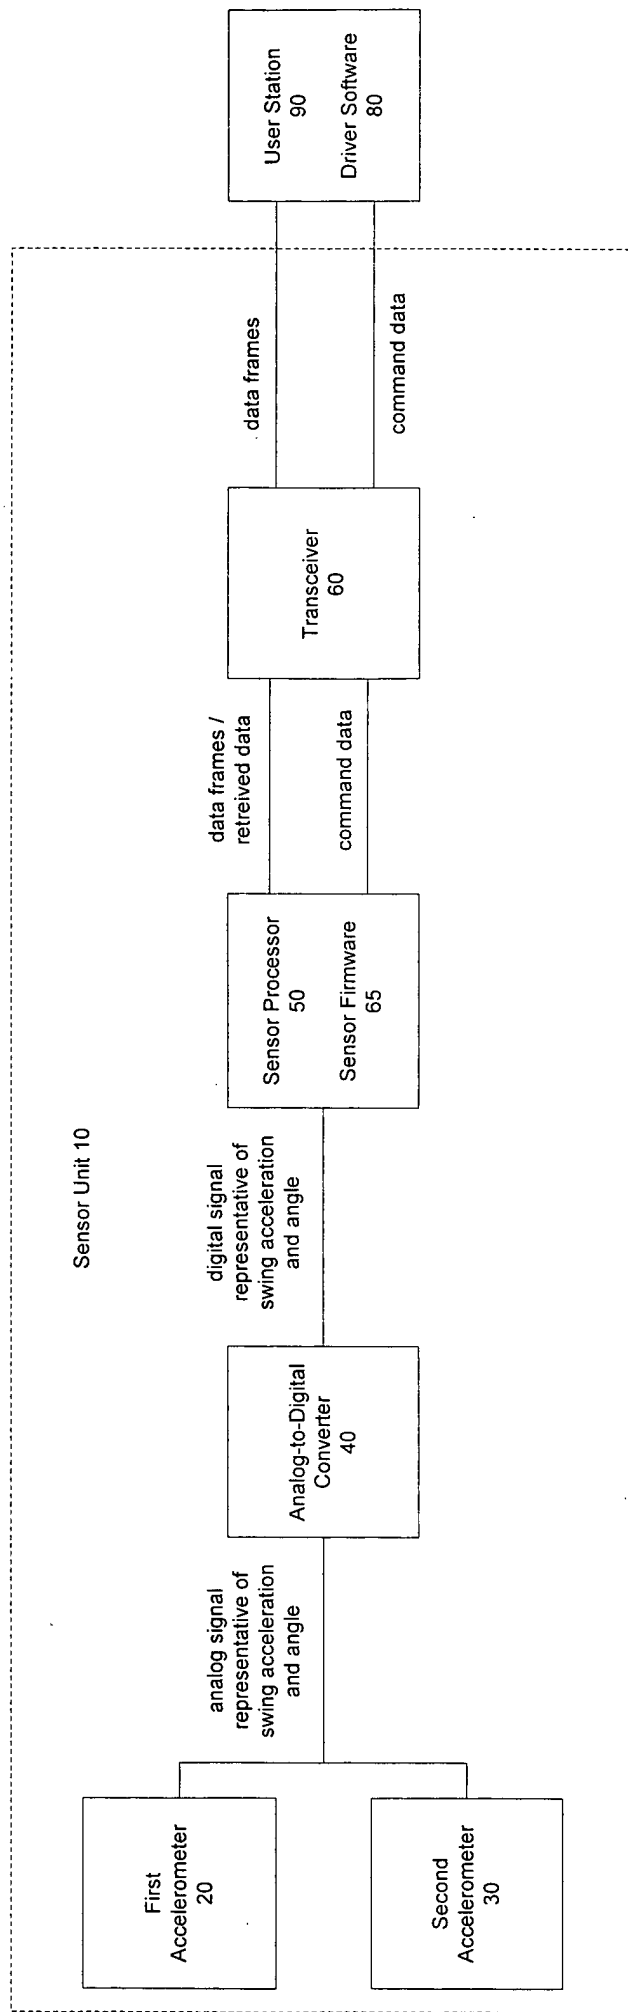 Sensor Unit 10
First
Accelerometer
20
Second
Accelerometer
30
analog signal
representative of
swing acceleration
and angle
Analog-to-Digital
Converter
40
digital signal
representative of
swing acceleration
and angle
Sensor Processor
50
Sensor Firmware
65
data frames /
retreived data
command data
Transceiver
60
data frames
command data
User Station
90
Driver Software
80